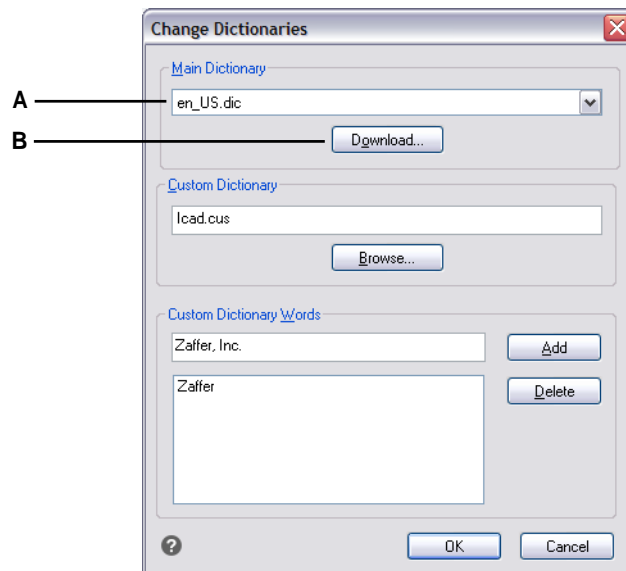 Change Dictionaries
Main Dictionary
A
en_US.dic
B
Download...
Custom Dictionary
Icad.cus
Browse...
Custom Dictionary Words
Zaffer, Inc.
Add
Zaffer
Delete
?
OK
Cancel